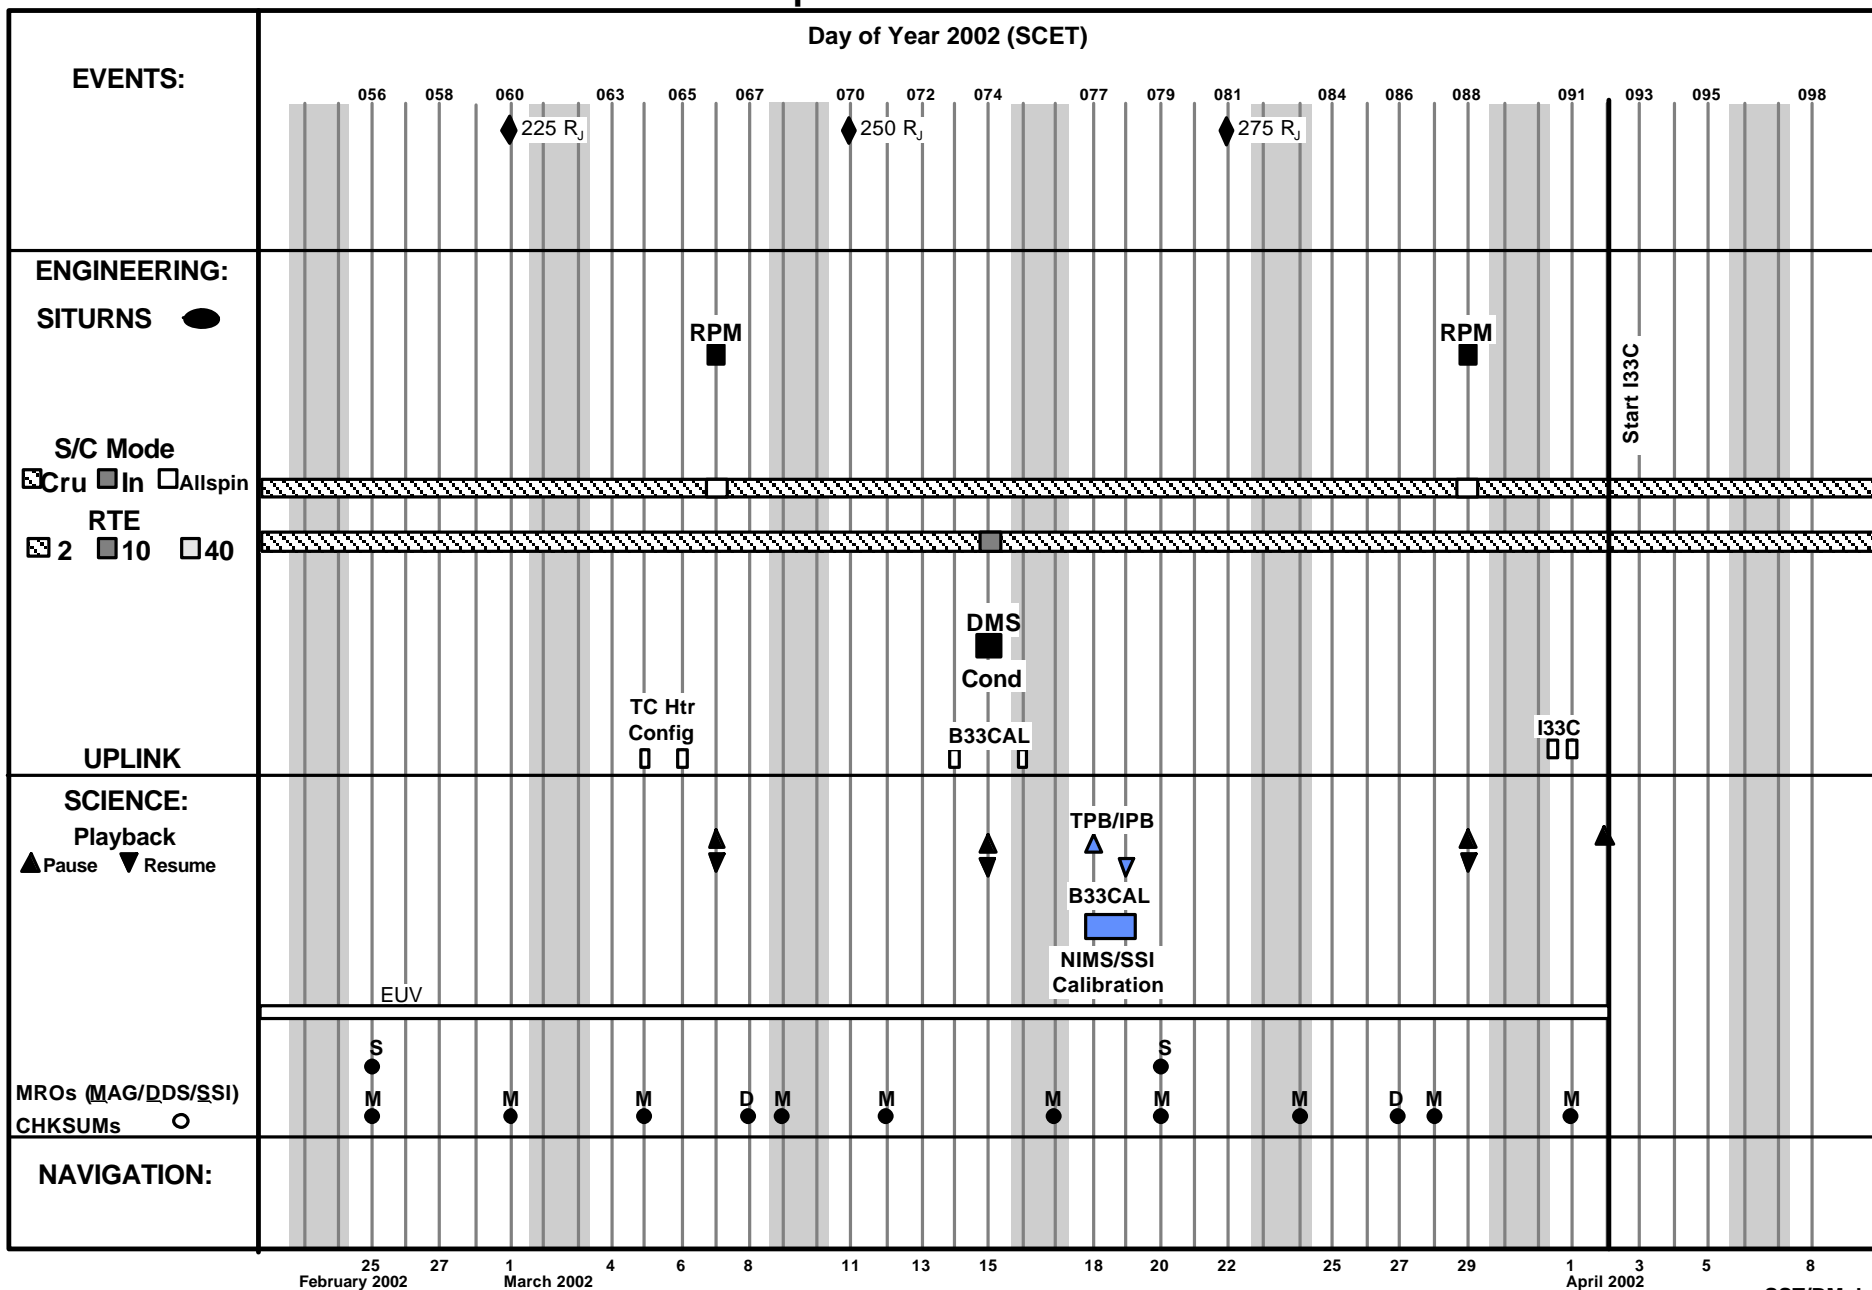 Day of Year 2002 (SCET)
EVENTS:
056 058 060 063 065 067 070 072 074 077 079 081 084 086 088 091 093 095 098
225 RJ 250 RJ 275 RJ
ENGINEERING:
SITURNS
RPM RPM
Start I33C
S/C Mode
Cru In Allspin
RTE
2 10 40
DMS
Cond
TC Htr
Config
B33CAL
I33C
UPLINK
SCIENCE:
Playback
Pause Resume
TPB/IPB
B33CAL
NIMS/SSI
Calibration
EUV
S S
MROs (MAG/DDS/SSI)
M M M D M M M M M D M M
CHKSUMs
NAVIGATION:
25 27 1 4 6 8 11 13 15 18 20 22 25 27 29 1 3 5 8
February 2002 March 2002 April 2002